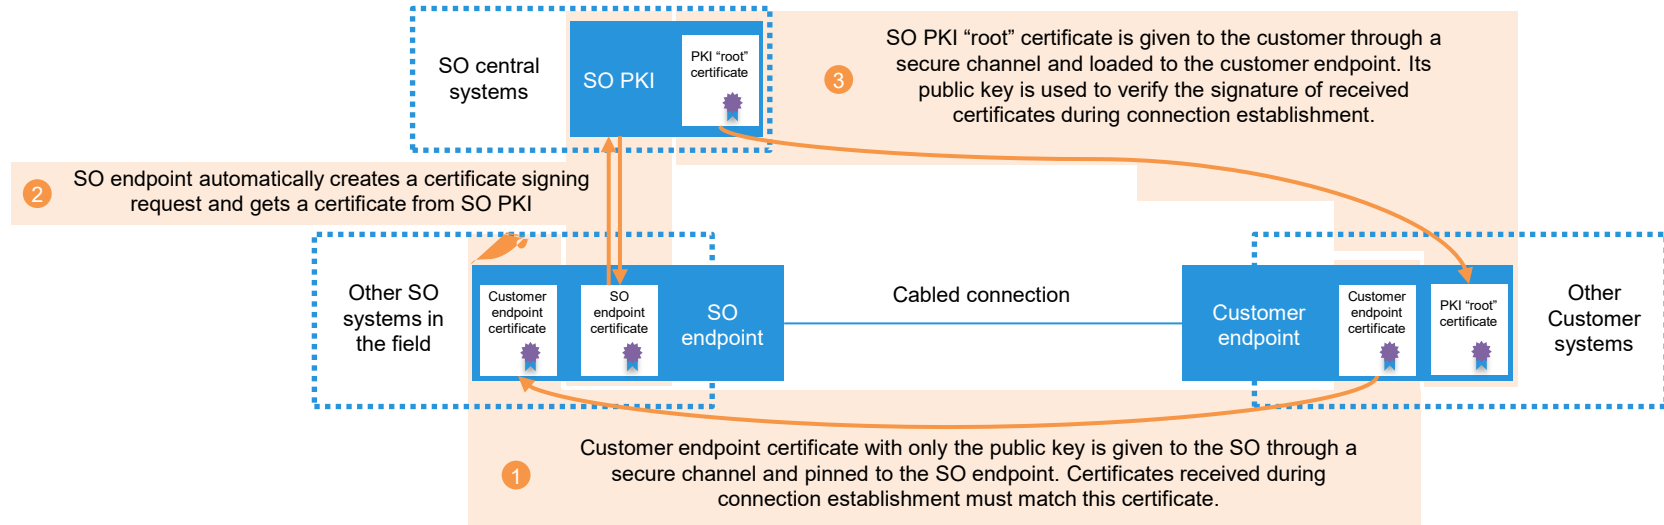 SO central
systems
SO PKI
PKI “root”
certificate
3
SO PKI “root” certificate is given to the customer through a
secure channel and loaded to the customer endpoint. Its
public key is used to verify the signature of received
certificates during connection establishment.
2
SO endpoint automatically creates a certificate signing
request and gets a certificate from SO PKI
Other SO
systems in
the field
Customer
endpoint
certificate
SO
endpoint
certificate
SO
endpoint
Cabled connection
Customer
endpoint
Customer
endpoint
certificate
PKI “root”
certificate
Other
Customer
systems
1
Customer endpoint certificate with only the public key is given to the SO through a
secure channel and pinned to the SO endpoint. Certificates received during
connection establishment must match this certificate.